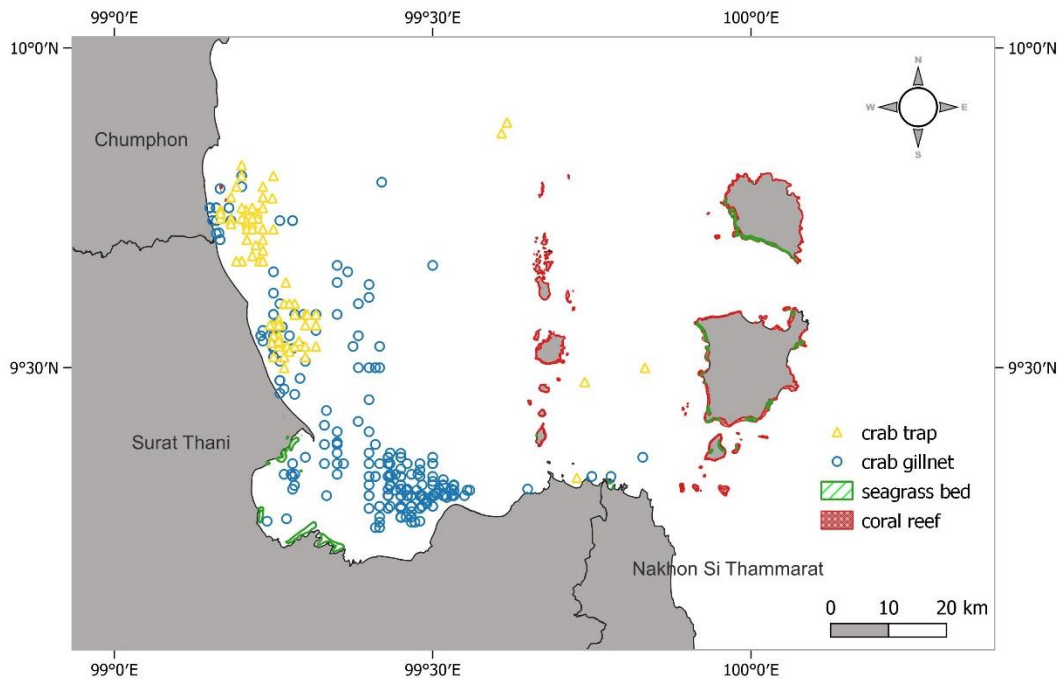 99°0′E 99°30′E 100°0′E
10°0′N 10°0′N
N
W E
S
Chumphon
9°30′N 9°30′N
Surat Thani
crab trap
crab gillnet
seagrass bed
coral reef
Nakhon Si Thammarat
0 10 20 km
99°0′E 99°30′E 100°0′E